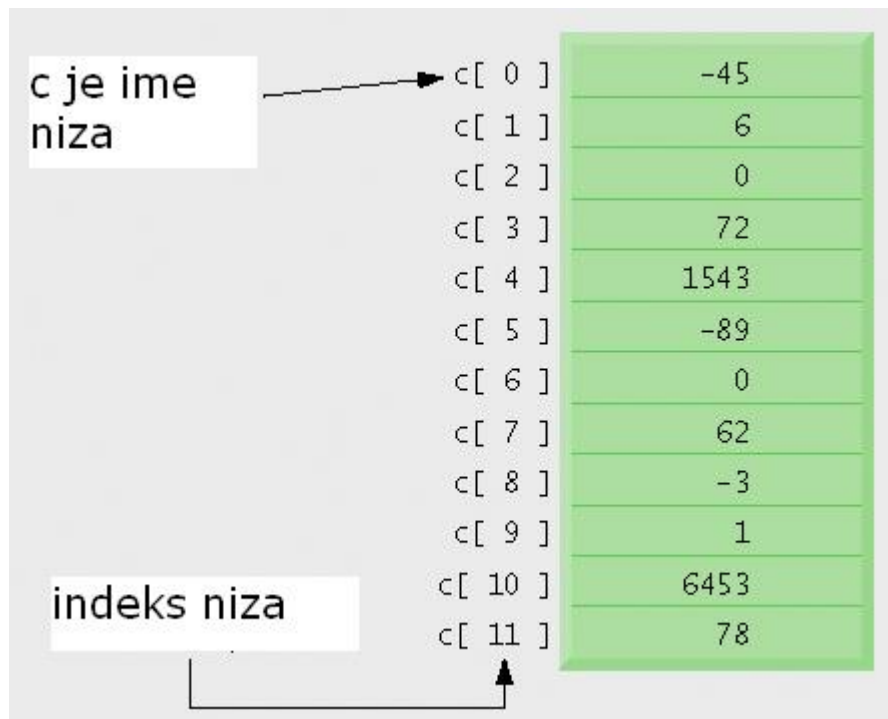 c je ime
niza
c[ 0 ] -45
c[ 1 ] 6
c[ 2 ] 0
c[ 3 ] 72
c[ 4 ] 1543
c[ 5 ] -89
c[ 6 ] 0
c[ 7 ] 62
c[ 8 ] -3
c[ 9 ] 1
c[ 10 ] 6453
indeks niza
c[ 11 ] 78